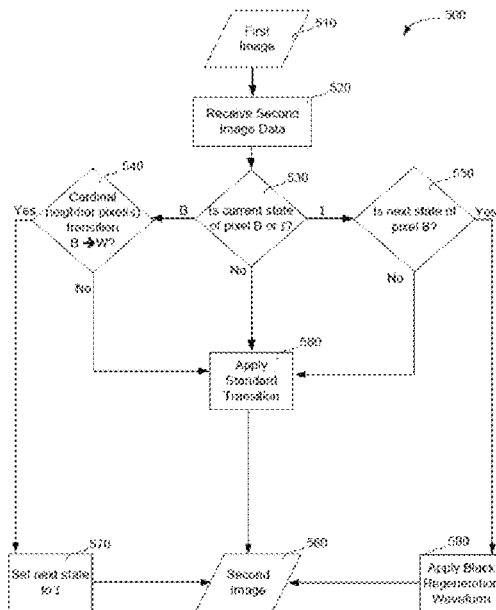 500
510
First
Image
520
Receive Second
Image Data
540
530
550
Yes
Cardinal
neighbor pixel(s)
transition
B → W?
B
Is current state
of pixel B or I?
1
Is next state of
pixel B?
Yes
No
No
No
580
Apply
Standard
Transition
570
560
590
Set next state
to I
Second
Image
Apply Black
Regeneration
Waveform